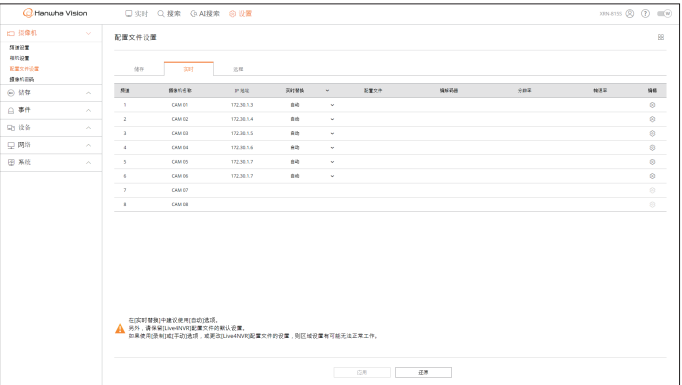 Hanwha Vision 实时 搜索 AI搜索 设置
摄像机
频道设置
相机设置
配置文件设置
摄像机密码
储存
事件
设备
网络
系统
配置文件设置
储存 实时 远程
频道 摄像机名称 IP 地址 实时替换 配置文件 编解码器 分辨率 帧速率 编辑
1 CAM 01 172.30.1.3 自动
2 CAM 02 172.30.1.4 自动
3 CAM 03 172.30.1.5 自动
4 CAM 04 172.30.1.6 自动
5 CAM 05 172.30.1.7 自动
6 CAM 06 172.30.1.7 自动
7 CAM 07
8 CAM 08
在[实时替换]中建议使用[自动]选项。
另外，请保留[Live4NVR]配置文件的默认设置。
如果使用[录制]或[手动]选项，或更改[Live4NVR]配置文件的设置，则区域设置有可能无法正常工作。
应用 还原